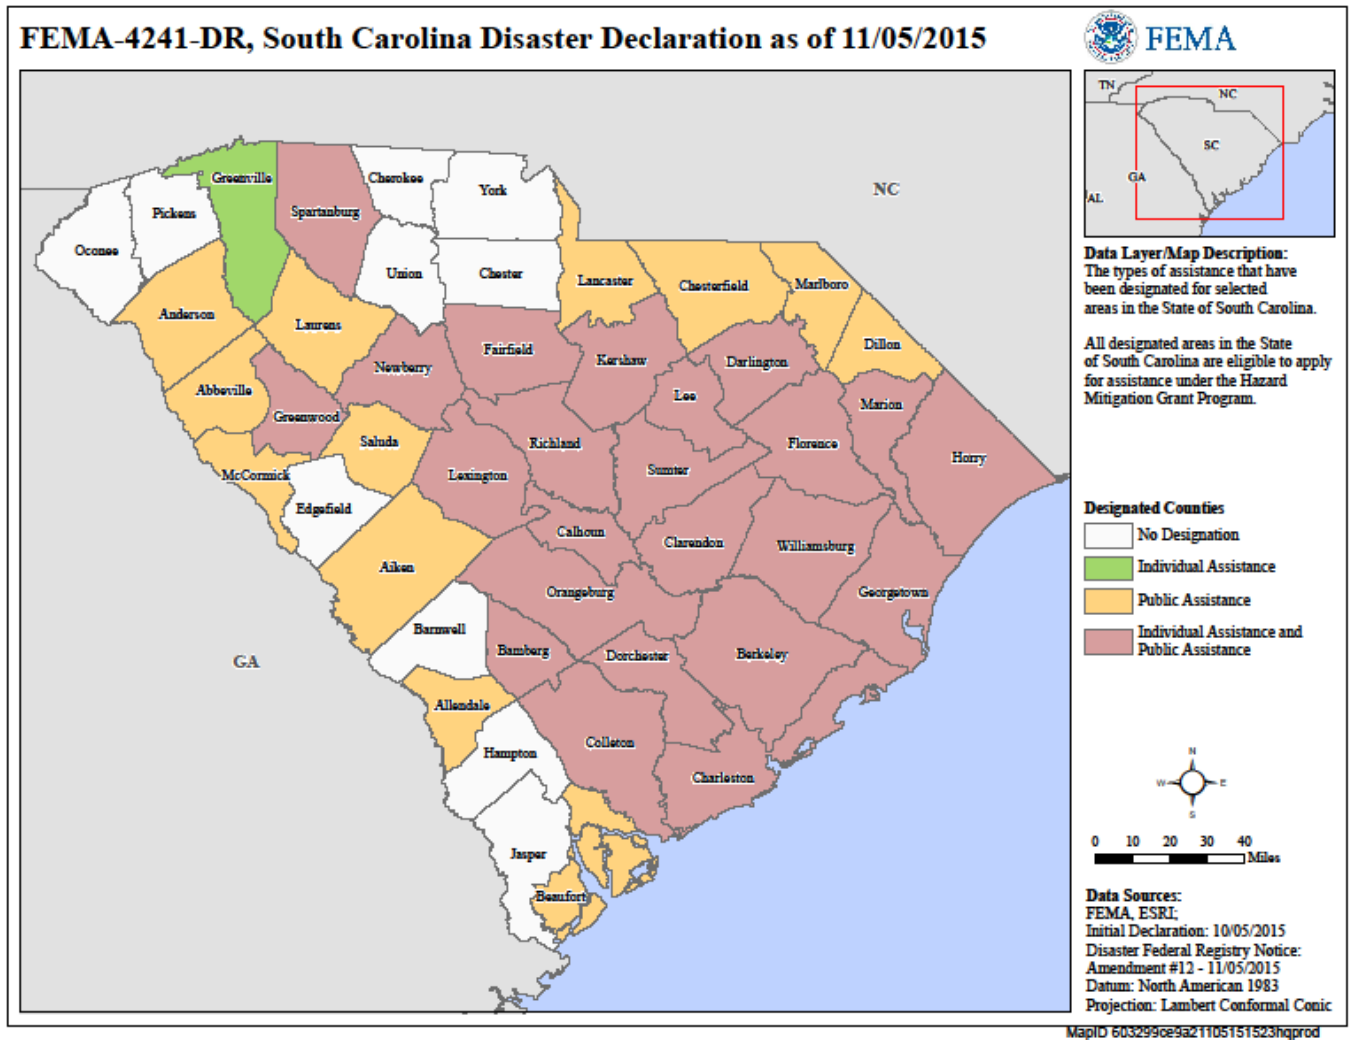 FEMA-4241-DR, South Carolina Disaster Declaration as of 11/05/2015
FEMA
TN
NC
SC
GA
AL
NC
GA
Greenville
Spartanburg
Cherokee
York
Pickens
Oconee
Union
Chester
Lancaster
Chesterfield
Marlboro
Anderson
Laurens
Dillon
Fairfield
Kershaw
Darlington
Newberry
Abbeville
Lee
Marion
Greenwood
Saluda
Richland
Florence
Horry
McCormick
Lexington
Sumter
Edgefield
Calhoun
Clarendon
Williamsburg
Aiken
Orangeburg
Georgetown
Barnwell
Bamberg
Dorchester
Berkeley
Allendale
Hampton
Colleton
Charleston
Jasper
Beaufort
Data Layer/Map Description:
The types of assistance that have
been designated for selected
areas in the State of South Carolina.
All designated areas in the State
of South Carolina are eligible to apply
for assistance under the Hazard
Mitigation Grant Program.
Designated Counties
No Designation
Individual Assistance
Public Assistance
Individual Assistance and
Public Assistance
N
W
E
S
0 10 20 30 40
Miles
Data Sources:
FEMA, ESRI;
Initial Declaration: 10/05/2015
Disaster Federal Registry Notice:
Amendment #12 - 11/05/2015
Datum: North American 1983
Projection: Lambert Conformal Conic
MapID 603299ce9a21105151523hqprod